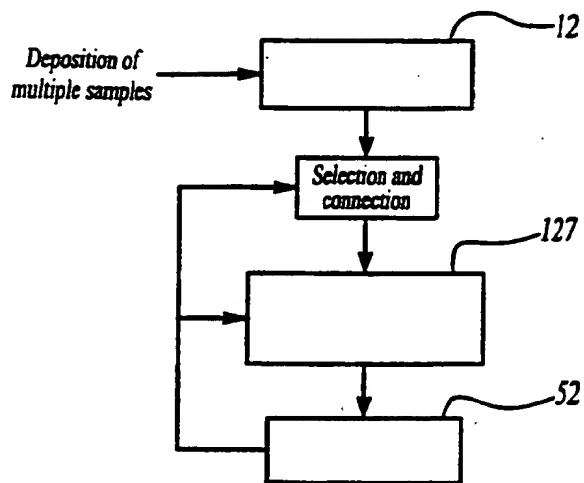 12
Deposition of
multiple samples
Selection and
connection
127
52